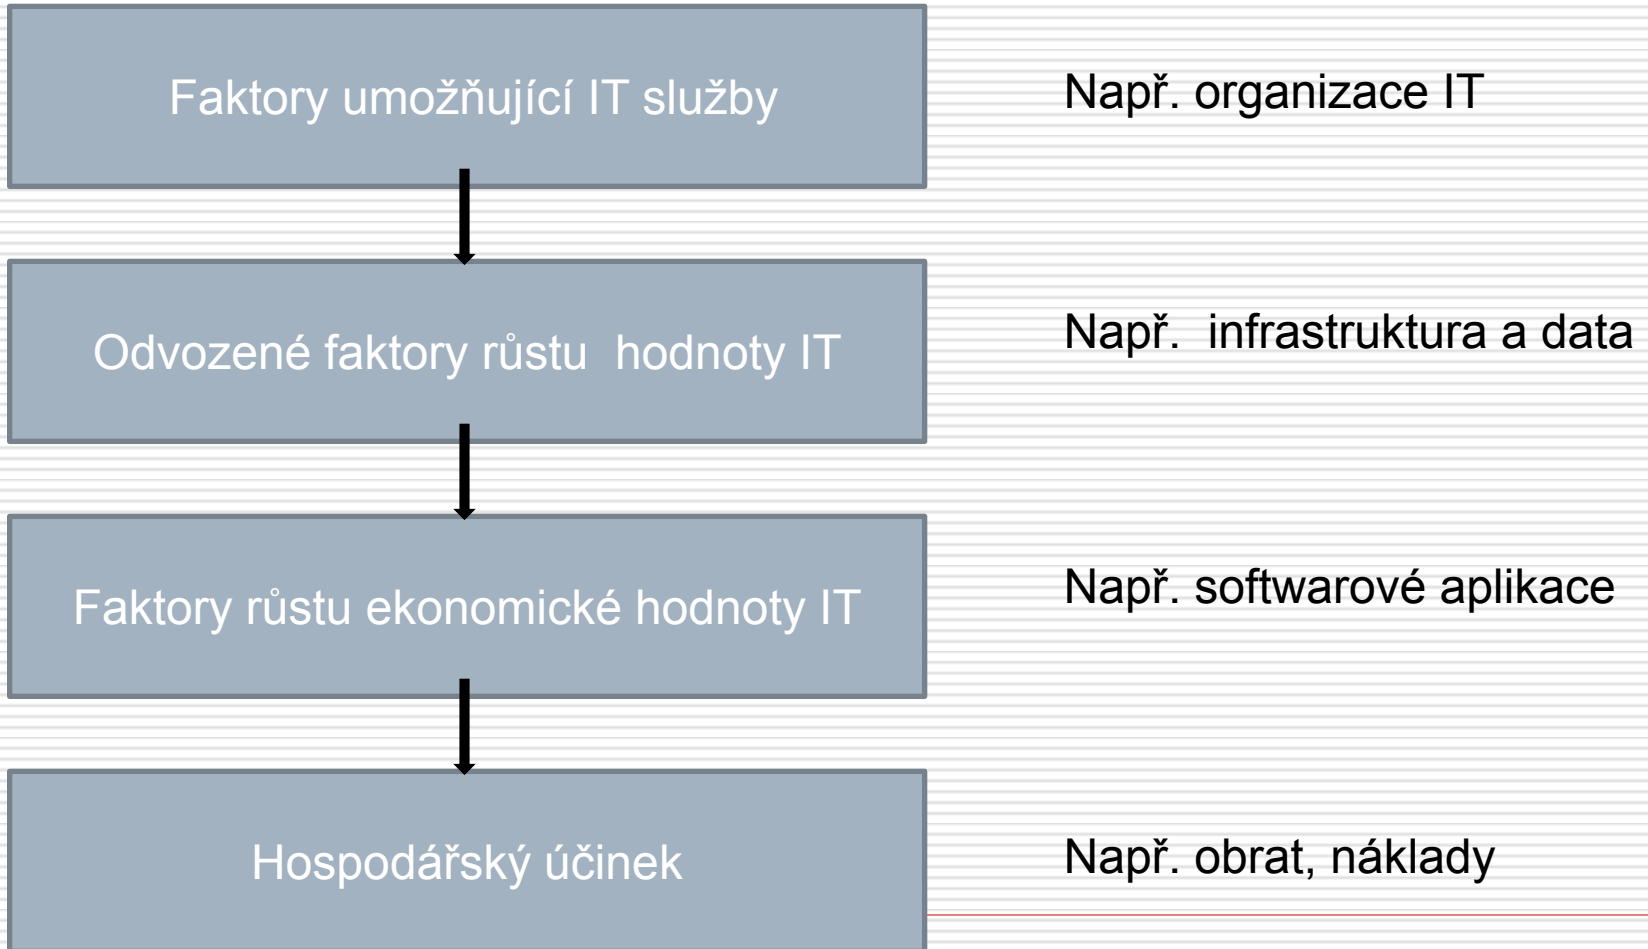 Faktory umožňující IT služby
Např. organizace IT
Odvozené faktory růstu  hodnoty IT
Např.  infrastruktura a data
Faktory růstu ekonomické hodnoty IT
Např. softwarové aplikace
Hospodářský účinek
Např. obrat, náklady